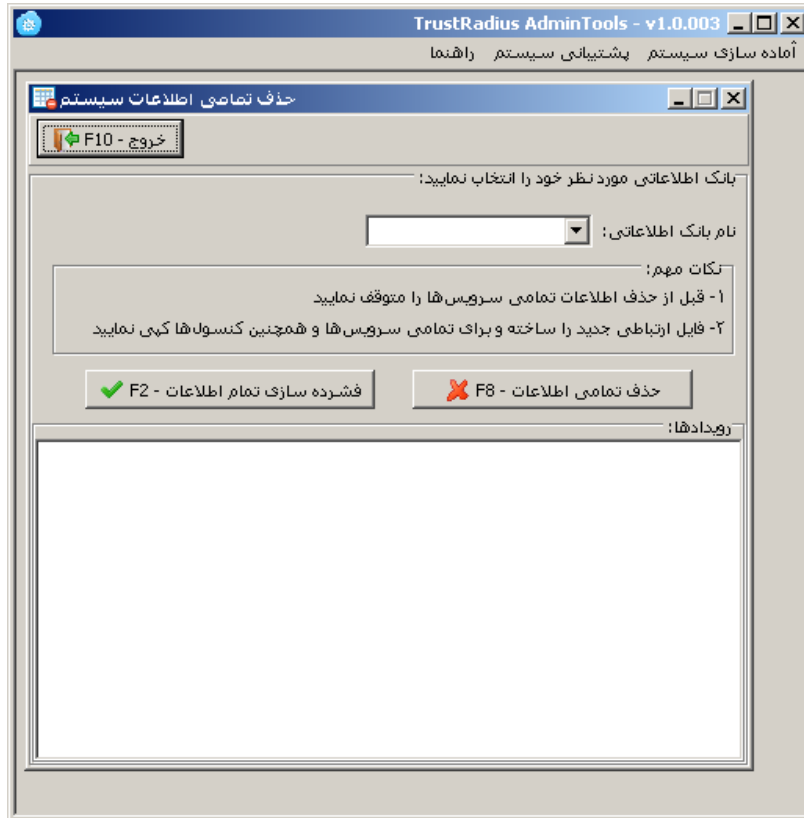 TrustRadius AdminTools - v1.0.003
آماده سازی سیستم پشتیبانی سیستم راهنما
حذف تمامی اطلاعات سیستم
خروج - F10
بانک اطلاعاتی مورد نظر خود را انتخاب نمایید:
نام بانک اطلاعاتی:
نکات مهم:
۱- قبل از حذف اطلاعات تمامی سرویس‌ها را متوقف نمایید
۲- فایل ارتباطی جدید را ساخته و برای تمامی سرویس‌ها و همچنین کنسول‌ها کپی نمایید
حذف تمامی اطلاعات - F8
فشرده سازی تمام اطلاعات - F2
رویدادها: